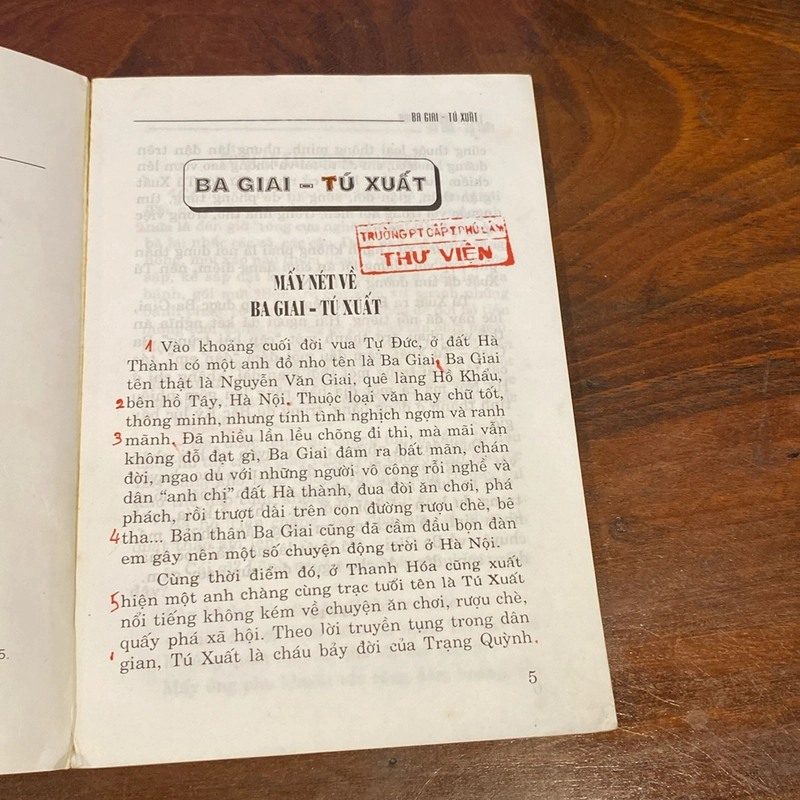 BA GIAI - TÚ XUẤT
BA GIAI - TÚ XUẤT
TRƯỜNG PT CẤP I PHÚ LÂM
THƯ VIỆN
MẤY NÉT VỀ
BA GIAI - TÚ XUẤT
1 Vào khoảng cuối đời vua Tự Đức, ở đất Hà
Thành có một anh đồ nho tên là Ba Giai. Ba Giai
tên thật là Nguyễn Văn Giai, quê làng Hồ Khẩu,
2 bên hồ Tây, Hà Nội. Thuộc loại văn hay chữ tốt,
thông minh, nhưng tính tình nghịch ngợm và ranh
3 mãnh. Đã nhiều lần lều chõng đi thi, mà mãi vẫn
không đỗ đạt gì, Ba Giai đâm ra bất mãn, chán
đời, ngao du với những người vô công rỗi nghề và
dân “anh chị” đất Hà thành, đua đòi ăn chơi, phá
phách, rồi trượt dài trên con đường rượu chè, bê
4 tha... Bản thân Ba Giai cũng đã cầm đầu bọn đàn
em gây nên một số chuyện động trời ở Hà Nội.
Cùng thời điểm đó, ở Thanh Hóa cũng xuất
5 hiện một anh chàng cùng trạc tuổi tên là Tú Xuất
nổi tiếng không kém về chuyện ăn chơi, rượu chè,
quấy phá xã hội. Theo lời truyền tụng trong dân
1 gian, Tú Xuất là cháu bảy đời của Trạng Quỳnh.
5
5.